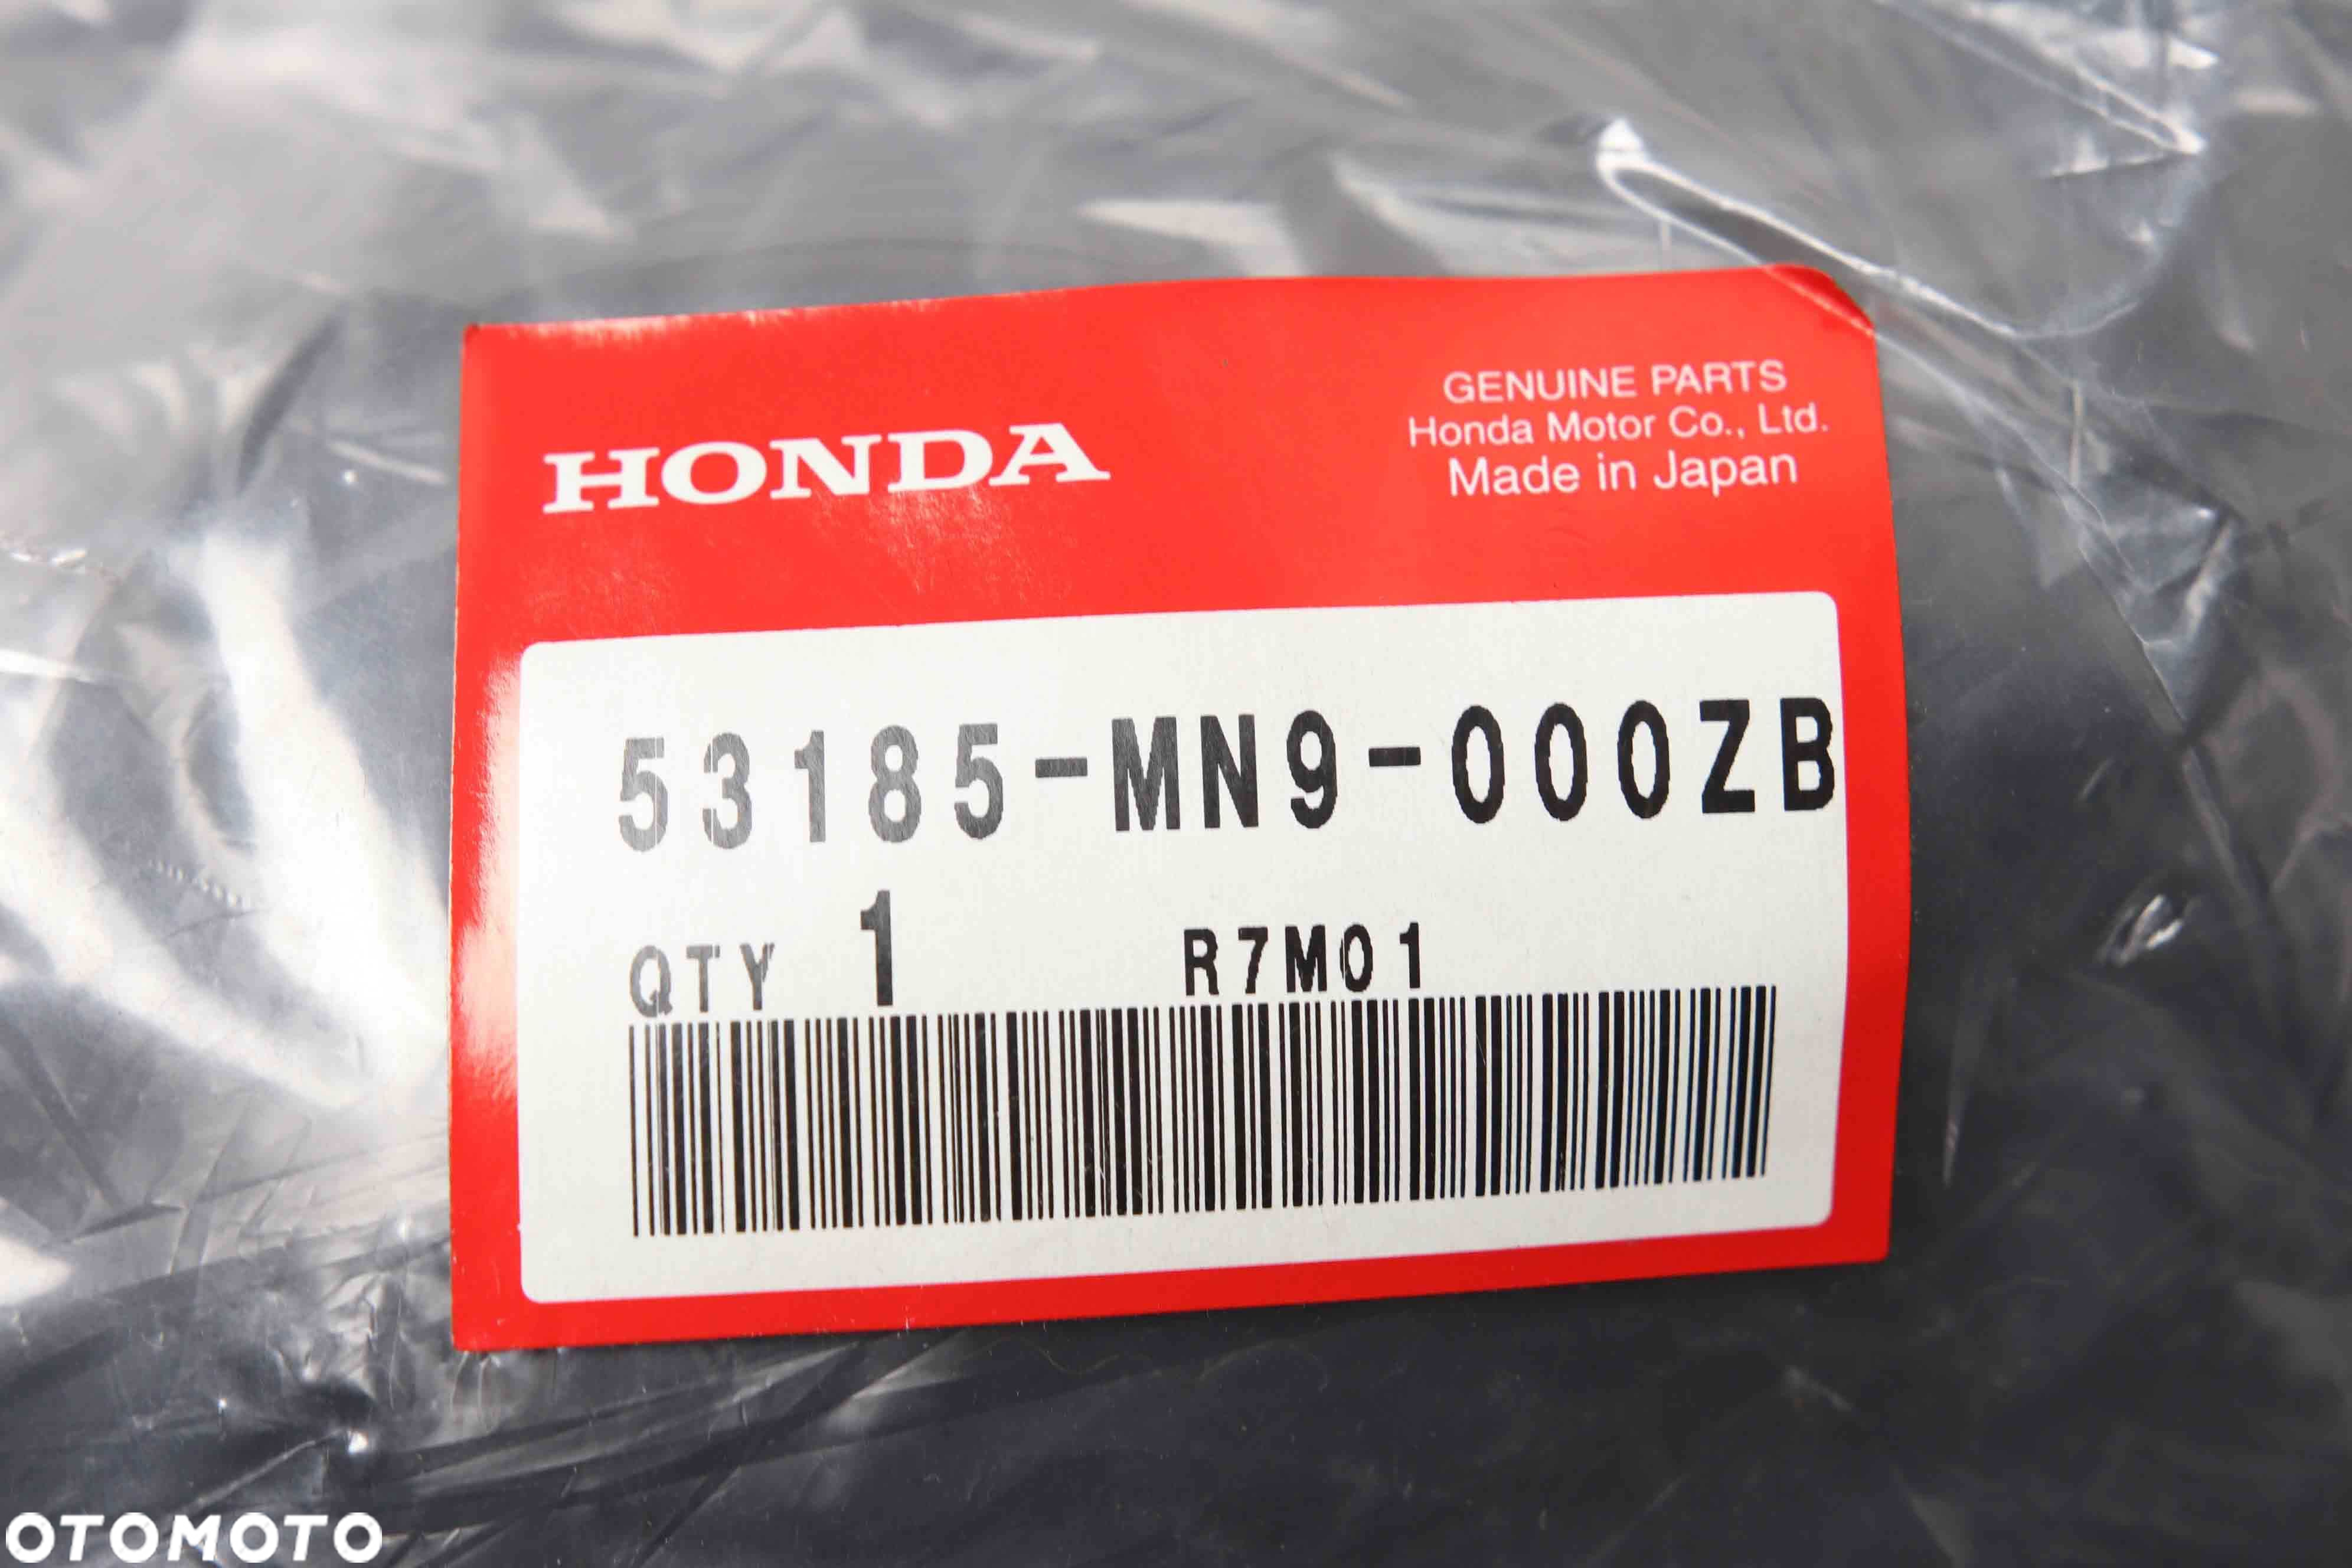 HONDA
GENUINE PARTS
Honda Motor Co., Ltd.
Made in Japan
53185-MN9-000ZB
QTY 1 R7M01
OTOMOTO